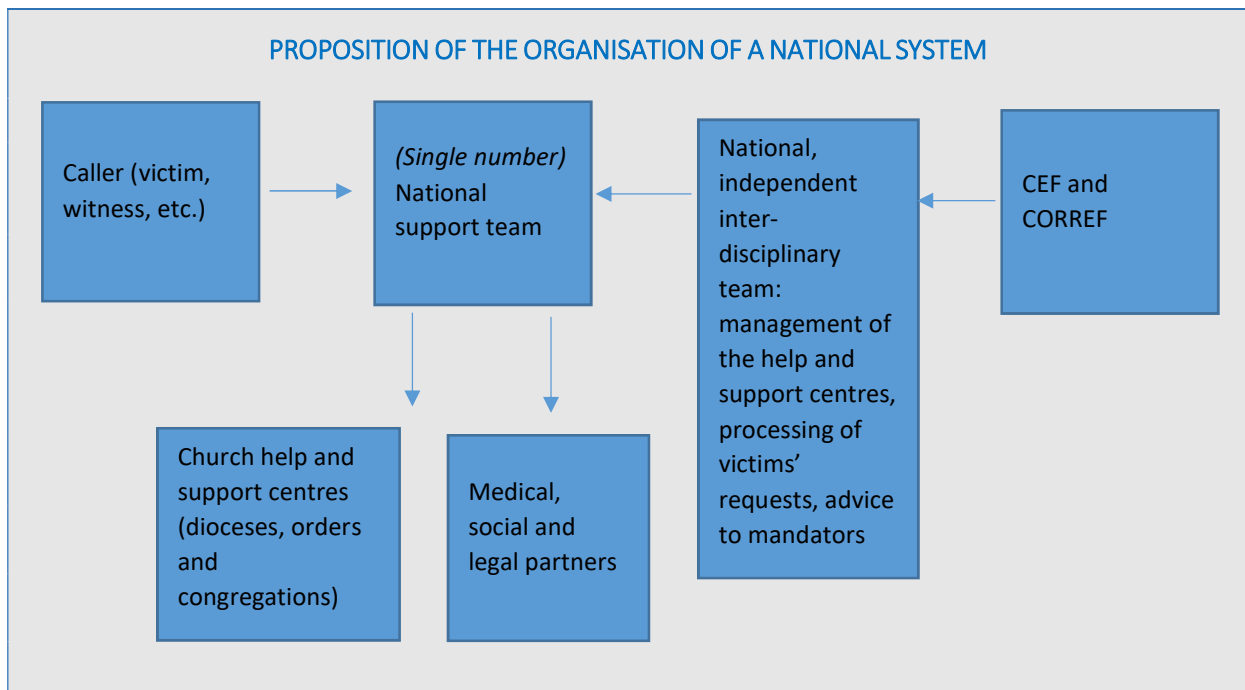 PROPOSITION OF THE ORGANISATION OF A NATIONAL SYSTEM
Caller (victim,
witness, etc.)
(Single number)
National
support team
National,
independent
inter-
disciplinary
team:
management of
the help and
support centres,
processing of
victims’
requests, advice
to mandators
CEF and
CORREF
Church help and
support centres
(dioceses, orders
and
congregations)
Medical,
social and
legal partners